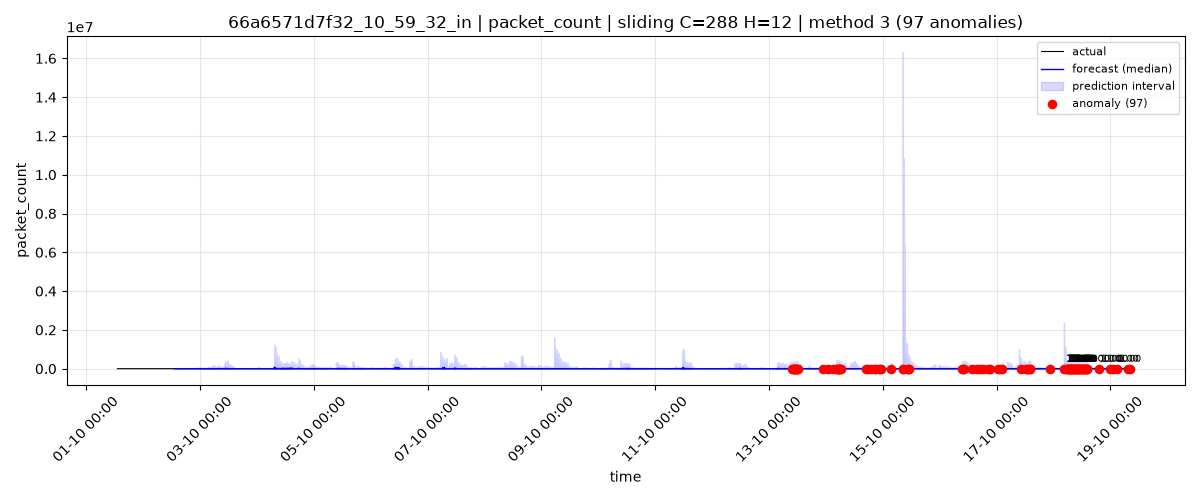 66a6571d7f32_10_59_32_in | packet_count | sliding C=288 H=12 | method 3 (97 anomalies)
1e7
actual
forecast (median)
prediction interval
anomaly (97)
packet_count
1.6
1.4
1.2
1.0
0.8
0.6
0.4
0.2
0.0
01-10 00:00
03-10 00:00
05-10 00:00
07-10 00:00
09-10 00:00
11-10 00:00
13-10 00:00
15-10 00:00
17-10 00:00
19-10 00:00
time